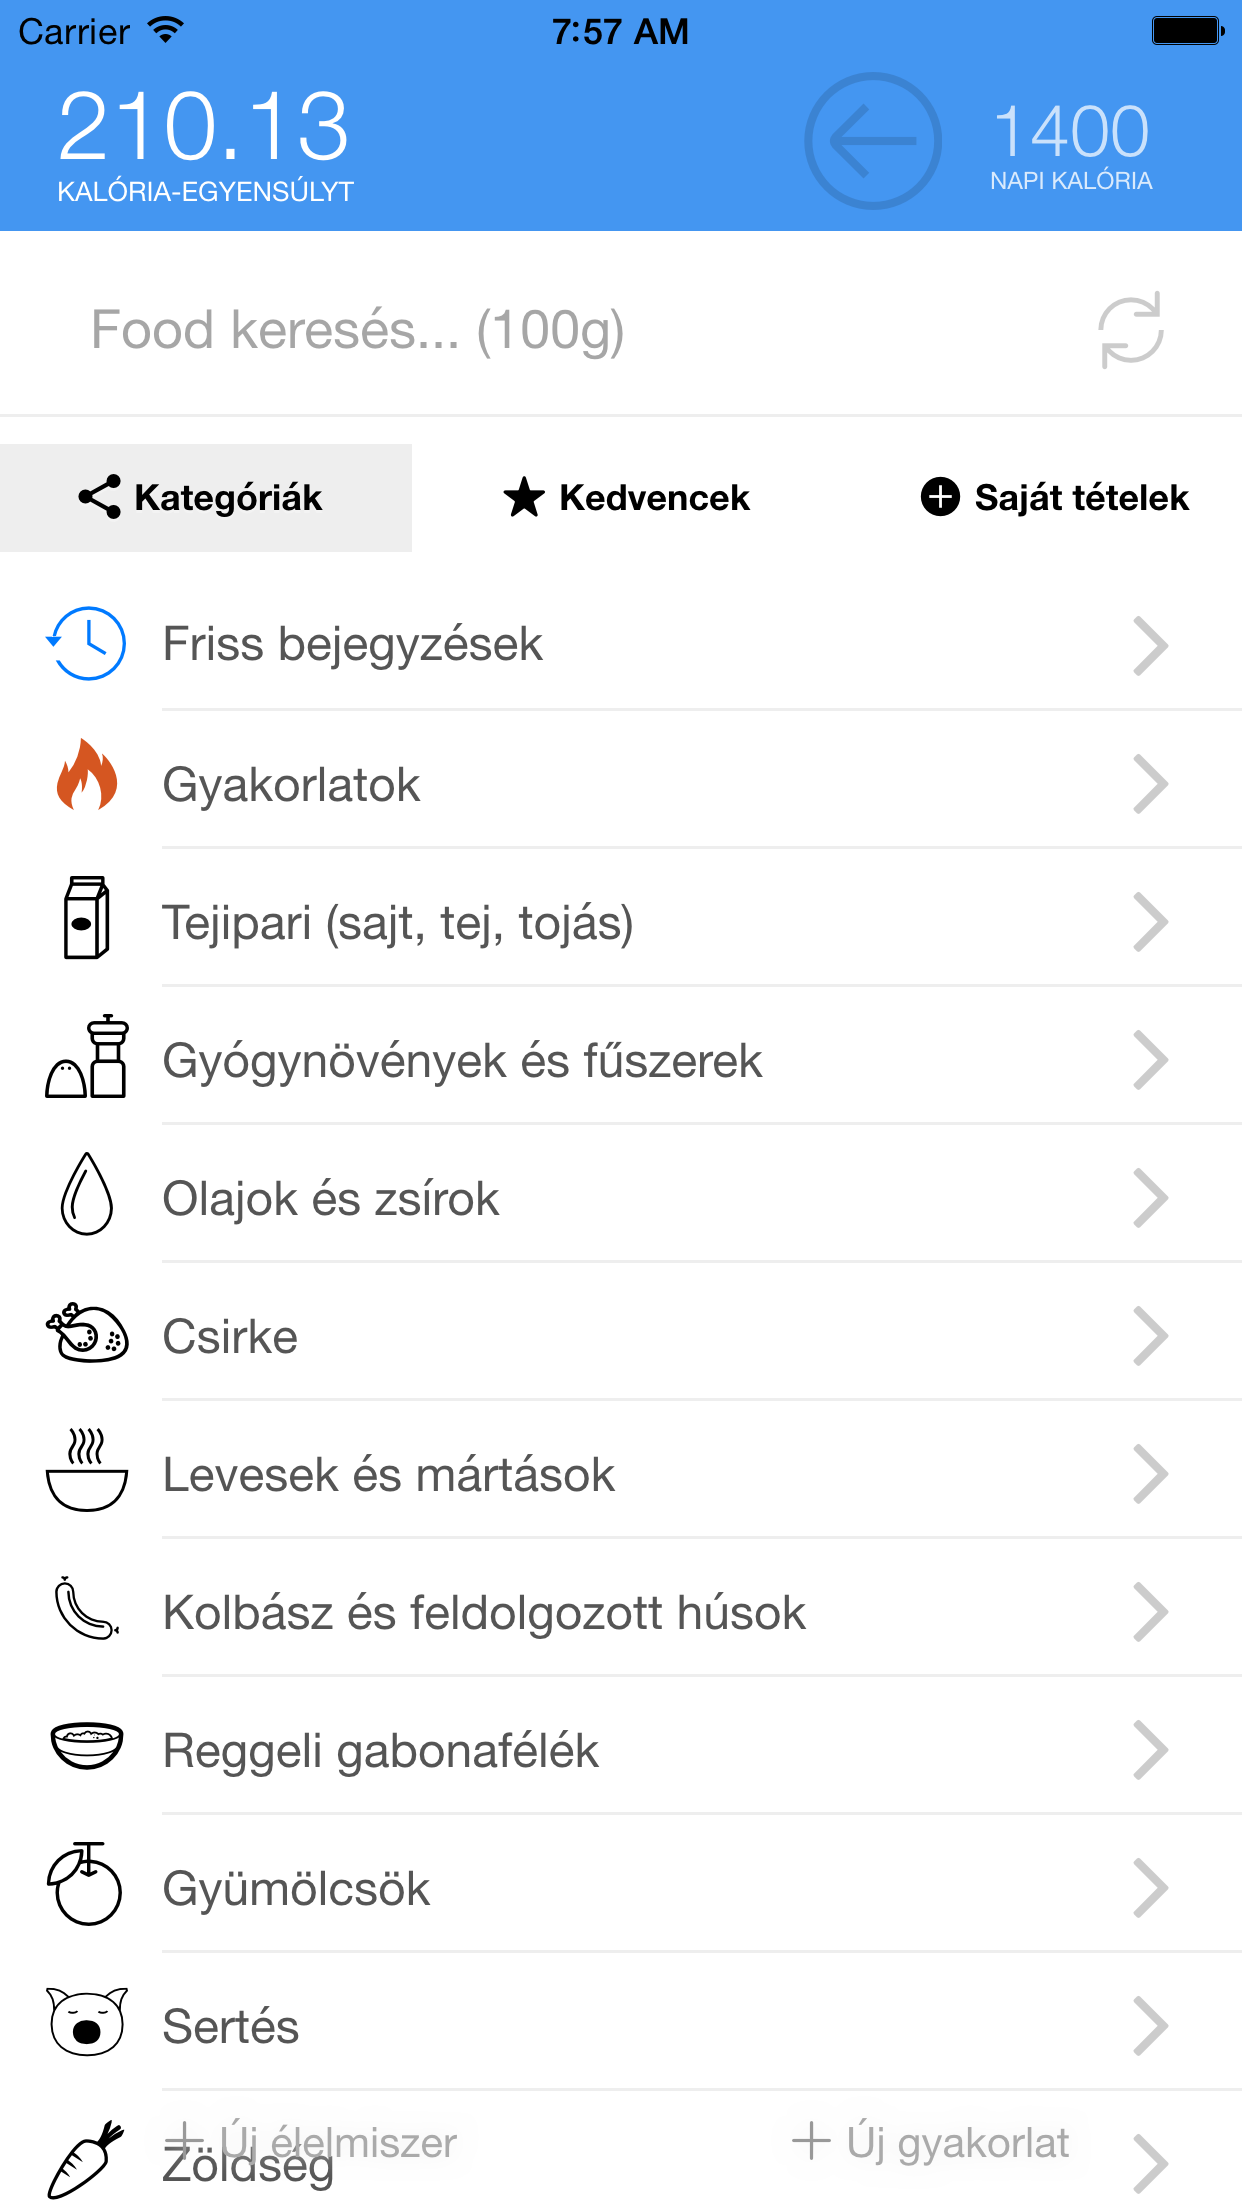 Carrier 7:57 AM
210.13
KALÓRIA-EGYENSÚLYT
1400
NAPI KALÓRIA
Food keresés... (100g)
Kategóriák
Kedvencek
Saját tételek
Friss bejegyzések
Gyakorlatok
Tejipari (sajt, tej, tojás)
Gyógynövények és fűszerek
Olajok és zsírok
Csirke
Levesek és mártások
Kolbász és feldolgozott húsok
Reggeli gabonafélék
Gyümölcsök
Sertés
Új élelmiszer
Új gyakorlat
Zöldség